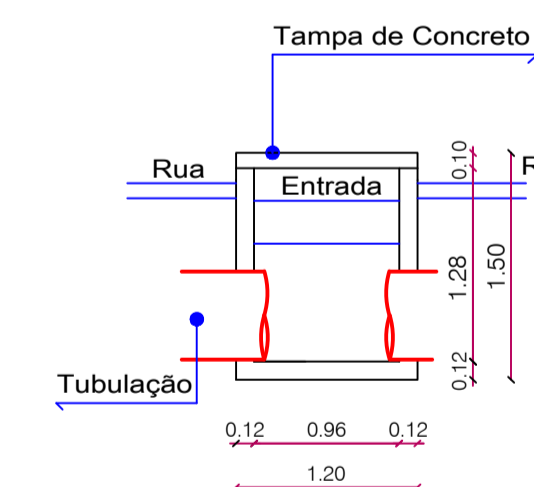 Tampa de Concreto
Rua
Entrada
R
0.10
1.28
1.50
0.12
Tubulação
0.12 0.96 0.12
1.20